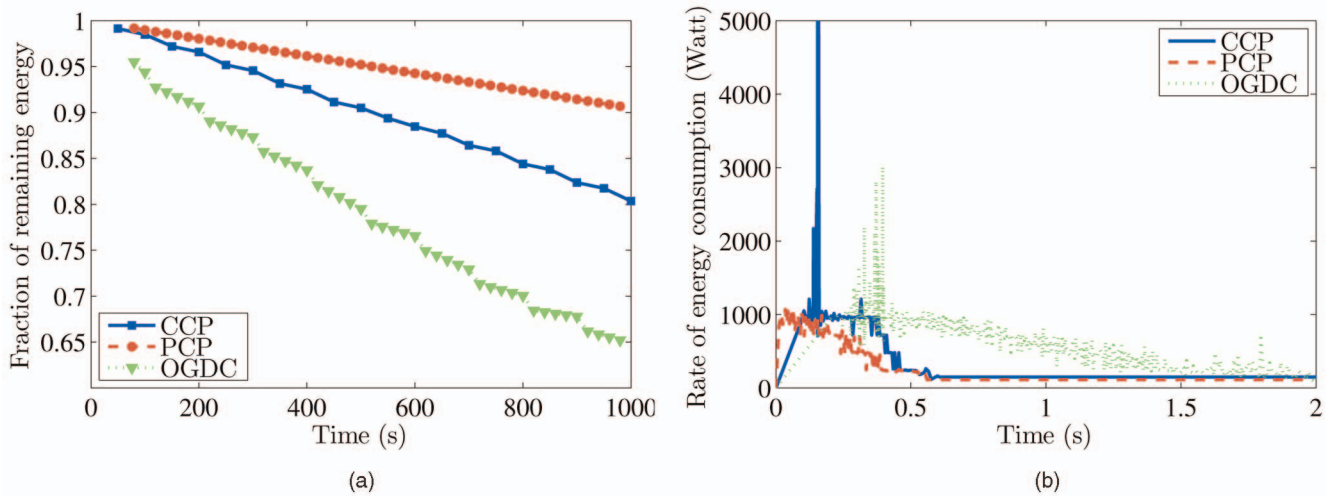 1
0.95
0.9
0.85
0.8
0.75
0.7
0.65
Fraction of remaining energy
CCP
PCP
OGDC
0 200 400 600 800 1000
Time (s)
(a)
5000
4000
3000
2000
1000
0
Rate of energy consumption (Watt)
CCP
PCP
OGDC
0 0.5 1 1.5 2
Time (s)
(b)